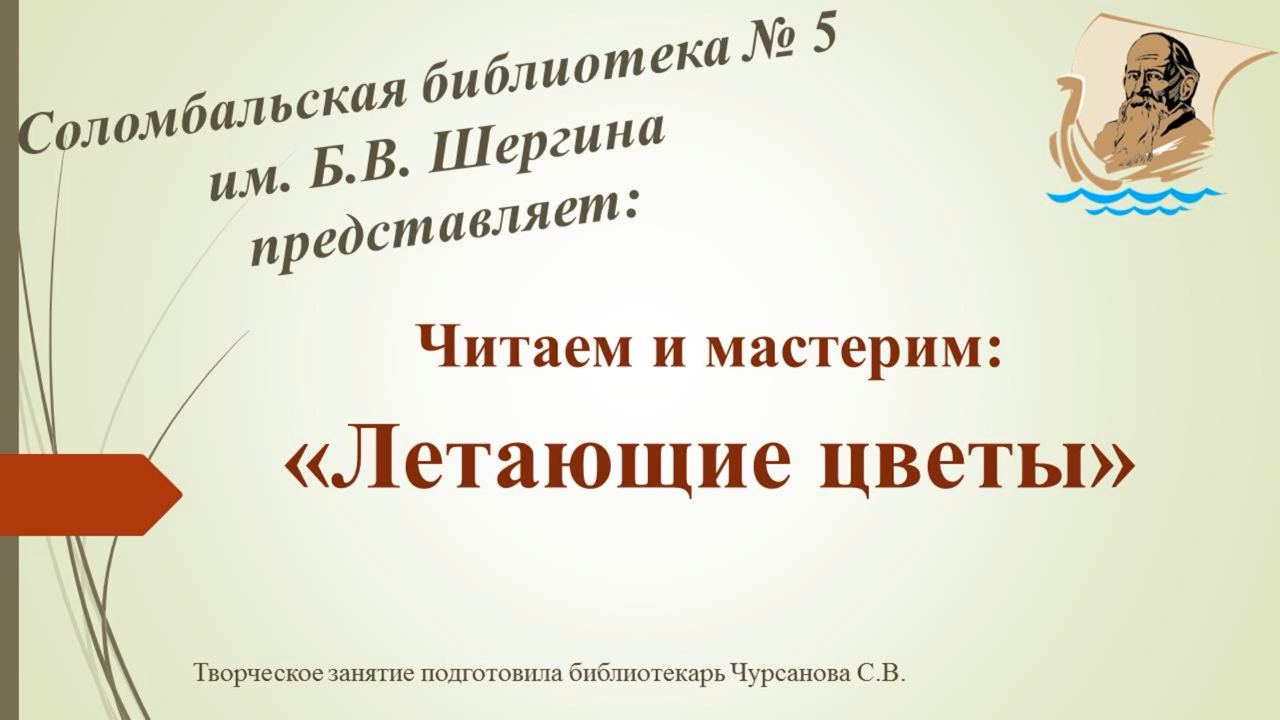 Соломбальская библиотека № 5
им. Б.В. Шергина
представляет:
Читаем и мастерим:
«Летающие цветы»
Творческое занятие подготовила библиотекарь Чурсанова С.В.